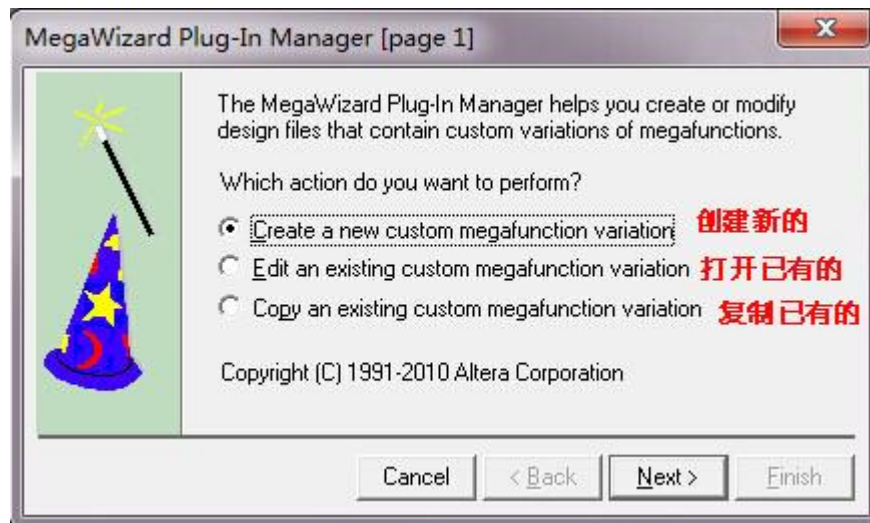 MegaWizard Plug-In Manager [page 1]
The MegaWizard Plug-In Manager helps you create or modify
design files that contain custom variations of megafunctions.
Which action do you want to perform?
Create a new custom megafunction variation 创建新的
Edit an existing custom megafunction variation 打开已有的
Copy an existing custom megafunction variation 复制已有的
Copyright (C) 1991-2010 Altera Corporation
Cancel < Back Next > Finish